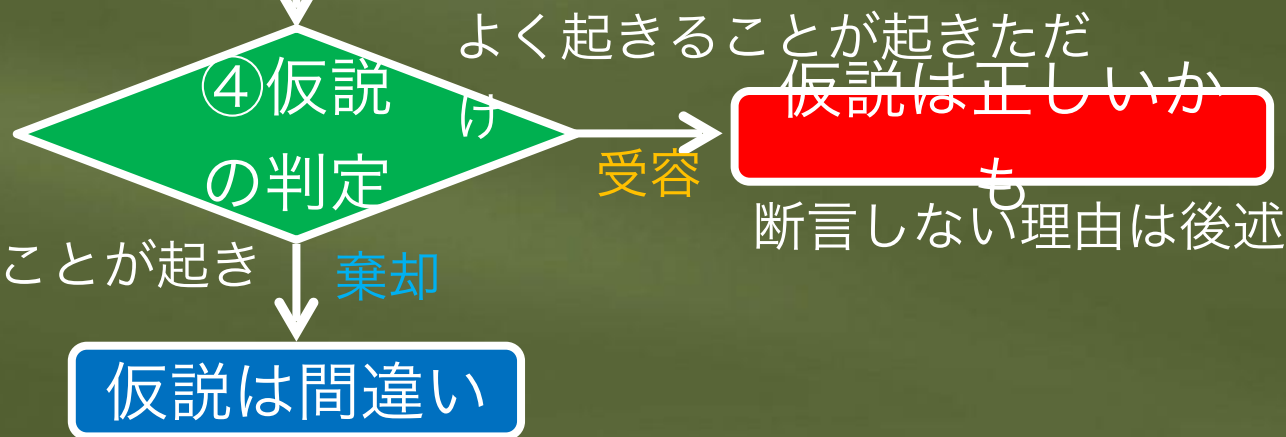 よく起きることが起きただ
け
④仮説
の判定
受容
仮説は正しいか
も
断言しない理由は後述
ことが起き
棄却
仮説は間違い